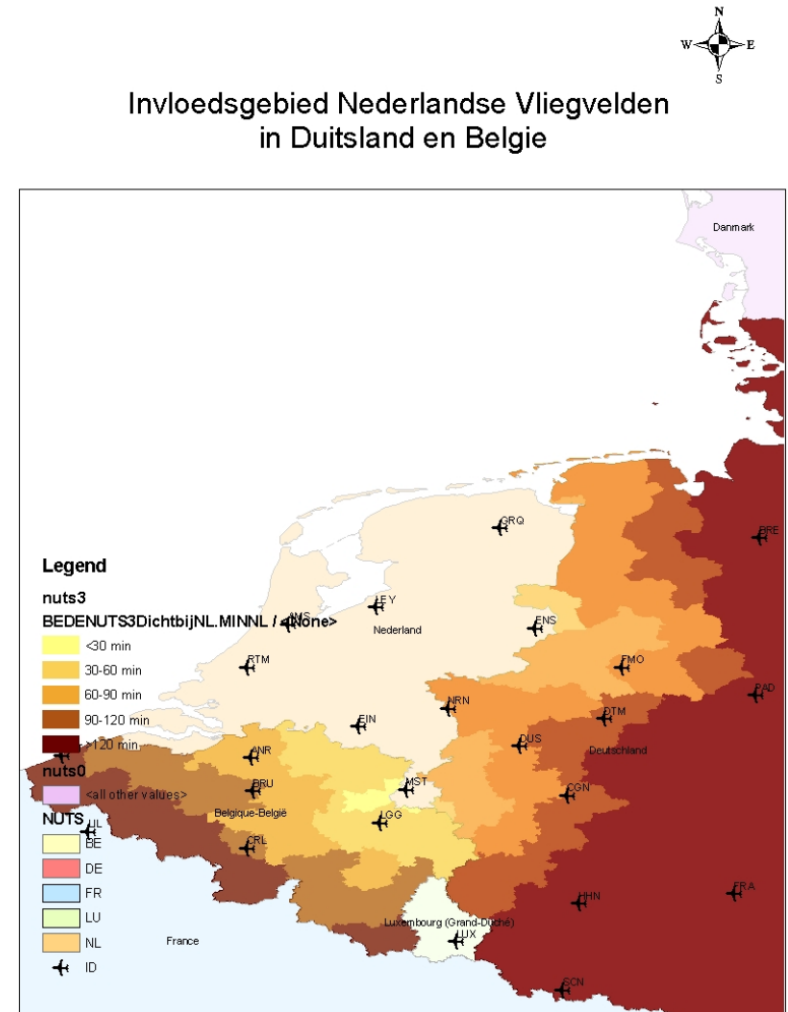 N
W E
S
Invloedsgebied Nederlandse Vliegvelden
in Duitsland en Belgie
Danmark
GRQ
BRE
Legend
nuts3
BEDENUTS3DichtbijNL.MINNL / <None>
<30 min
30-60 min
60-90 min
90-120 min
>120 min
nuts0
<all other values>
NUTS
BE
DE
FR
LU
NL
ID
LEY
AMS
Nederland
ENS
RTM
FMO
PAD
NRN
EIN
DTM
DUS
Deutschland
ANR
MST
BRU
CGN
Belgique-België
LGG
CRL
HHN
FRA
Luxembourg (Grand-Duché)
LUX
France
SCN